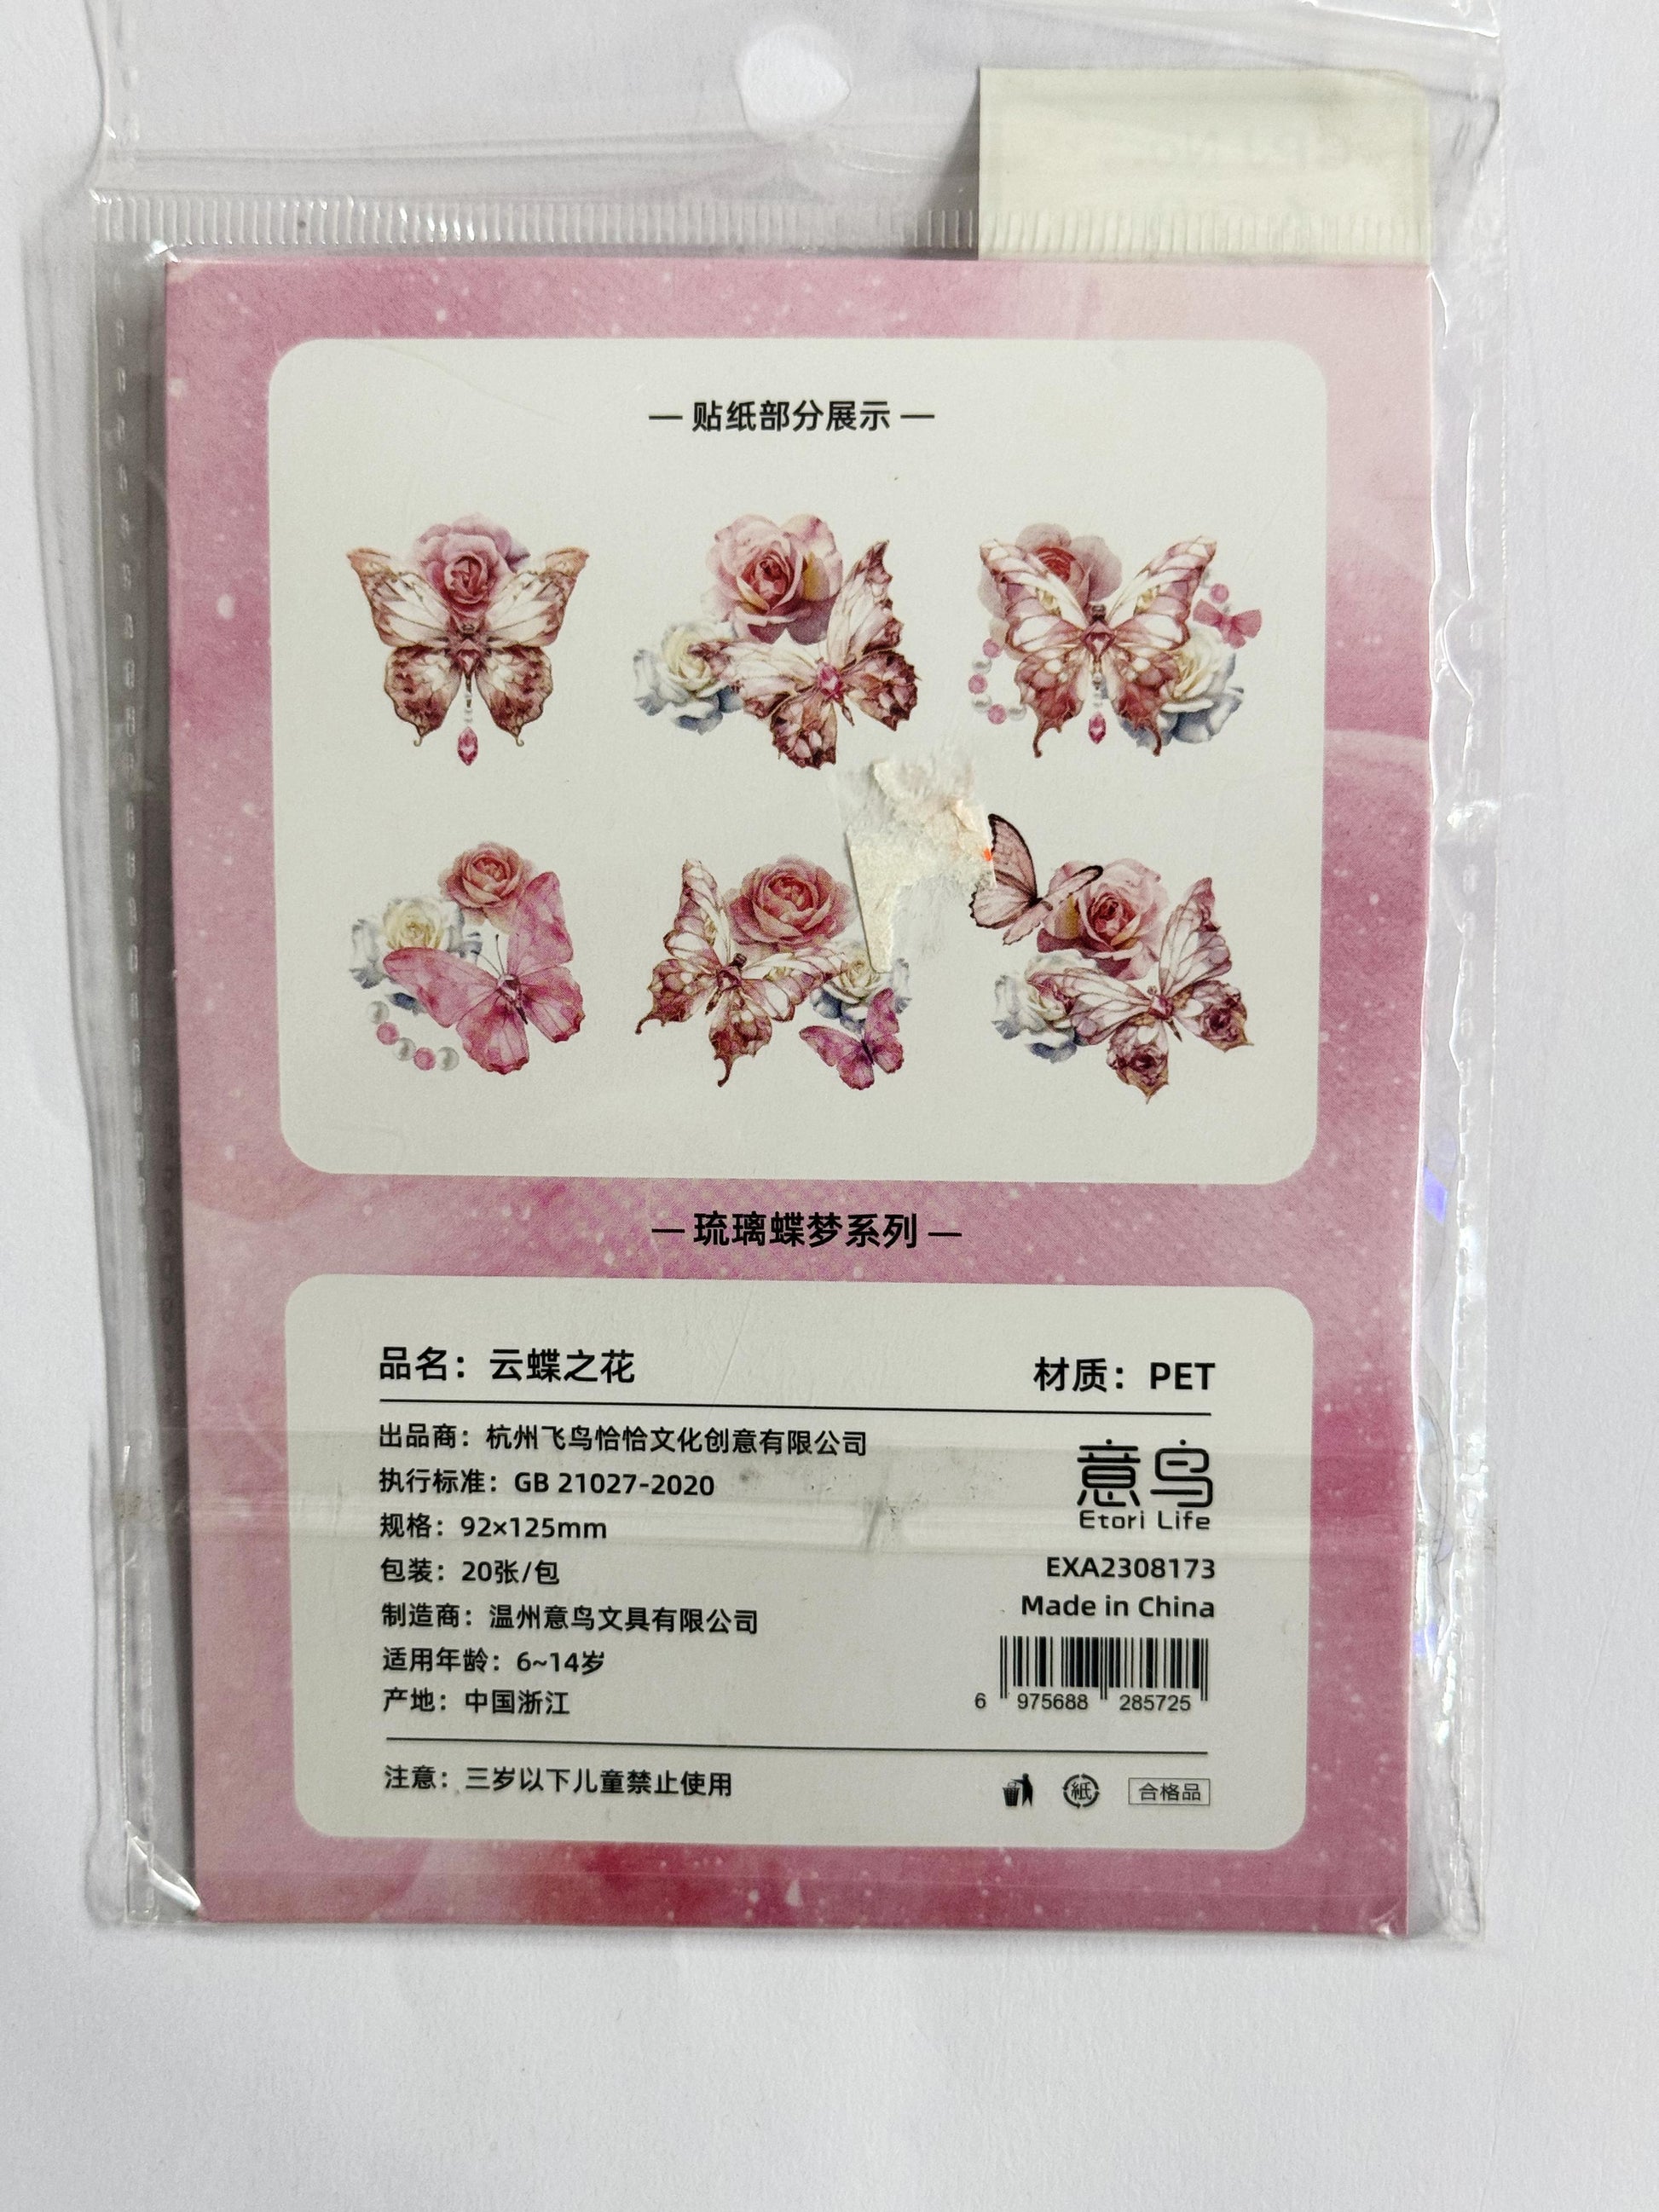 — 贴纸部分展示 —
— 琉璃蝶梦系列 —
品名：云蝶之花
材质：PET
出品商：杭州飞鸟恰恰文化创意有限公司
执行标准：GB 21027-2020
规格：92×125mm
包装：20张/包
制造商：温州意鸟文具有限公司
适用年龄：6~14岁
产地：中国浙江
意鸟
Etori Life
EXA2308173
Made in China
6 975688 285725
注意：三岁以下儿童禁止使用
紙
合格品